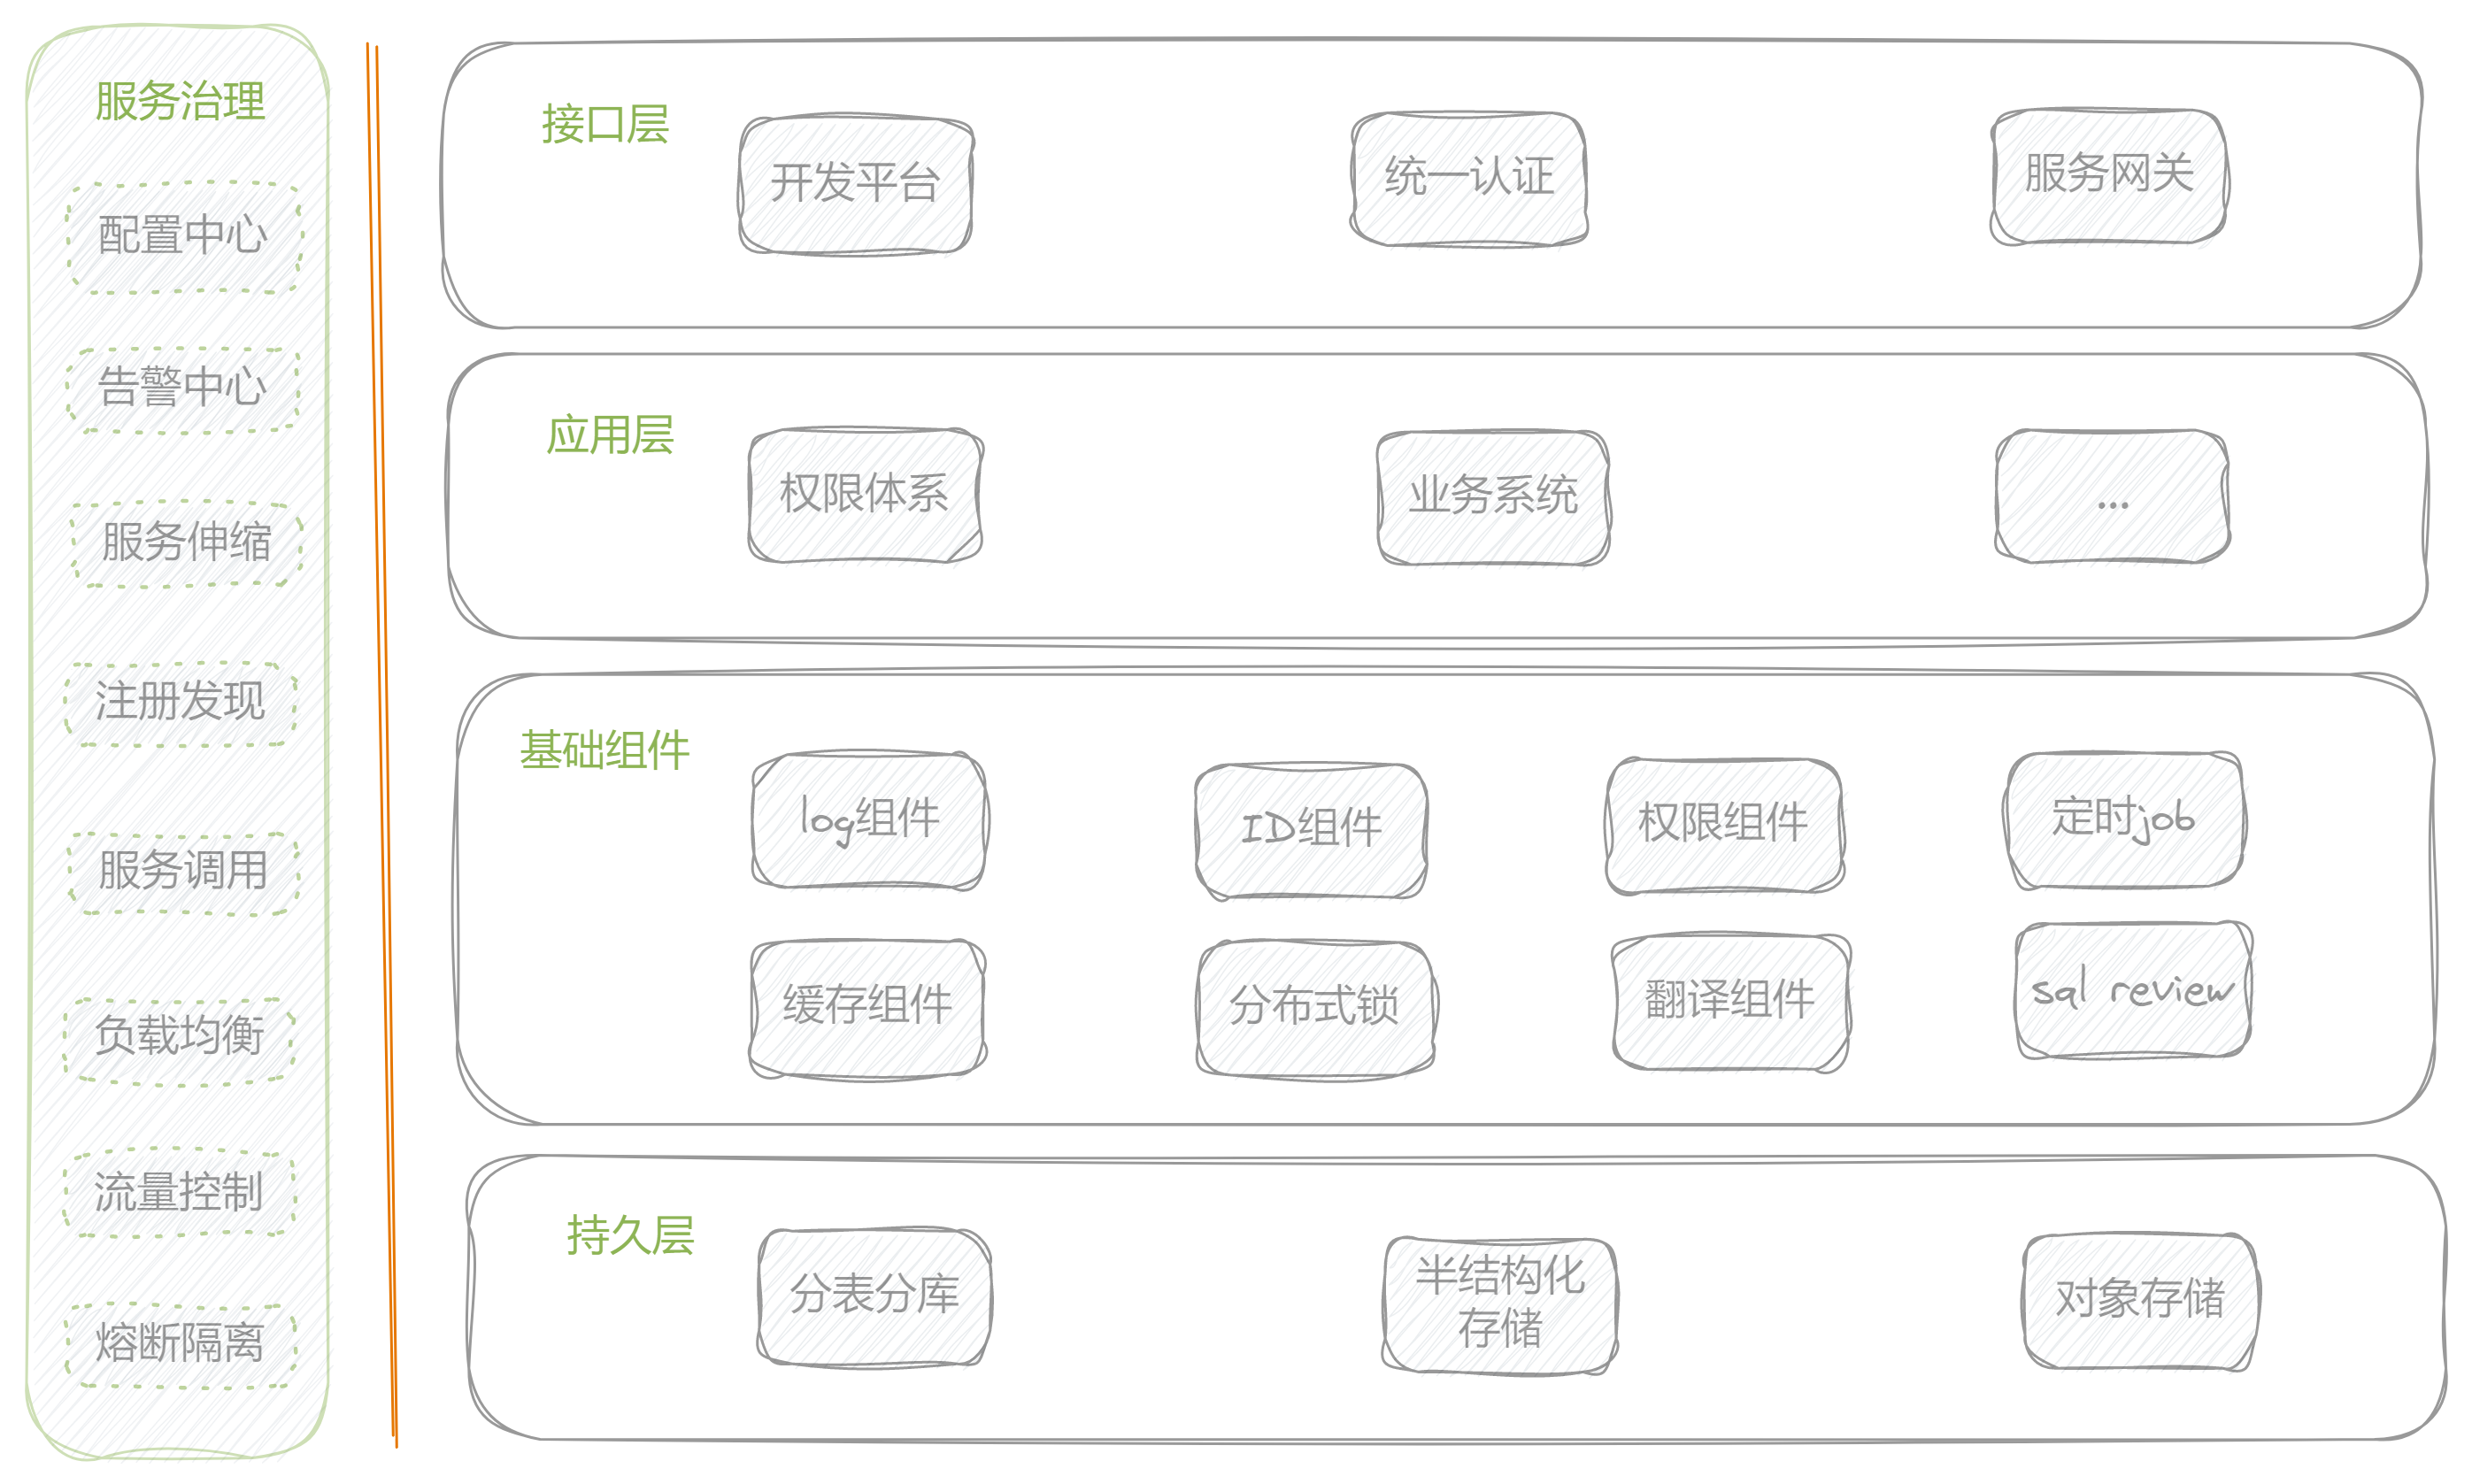 服务治理
配置中心
告警中心
服务伸缩
注册发现
服务调用
负载均衡
流量控制
熔断隔离
接口层
开发平台
统一认证
服务网关
应用层
权限体系
业务系统
...
基础组件
log组件
ID组件
权限组件
定时job
缓存组件
分布式锁
翻译组件
sql review
持久层
分表分库
半结构化
存储
对象存储